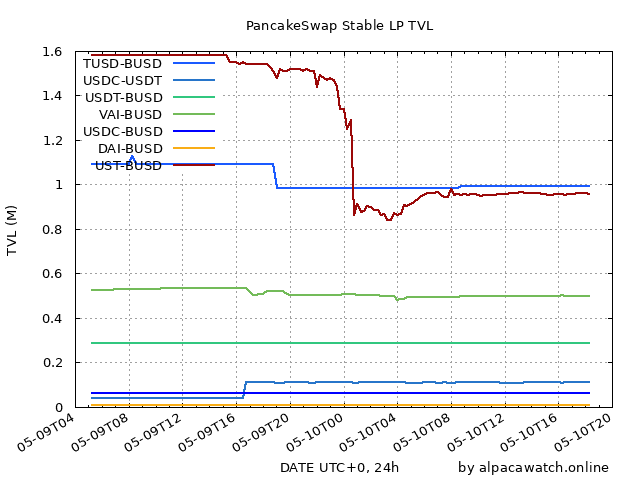 PancakeSwap Stable LP TVL
1.6
1.4
1.2
1
0.8
0.6
0.4
0.2
0
TVL (M)
TUSD-BUSD
USDC-USDT
USDT-BUSD
VAI-BUSD
USDC-BUSD
DAI-BUSD
UST-BUSD
05-09T04
05-09T08
05-09T12
05-09T16
05-09T20
05-10T00
05-10T04
05-10T08
05-10T12
05-10T16
05-10T20
DATE UTC+0, 24h
by alpacawatch.online